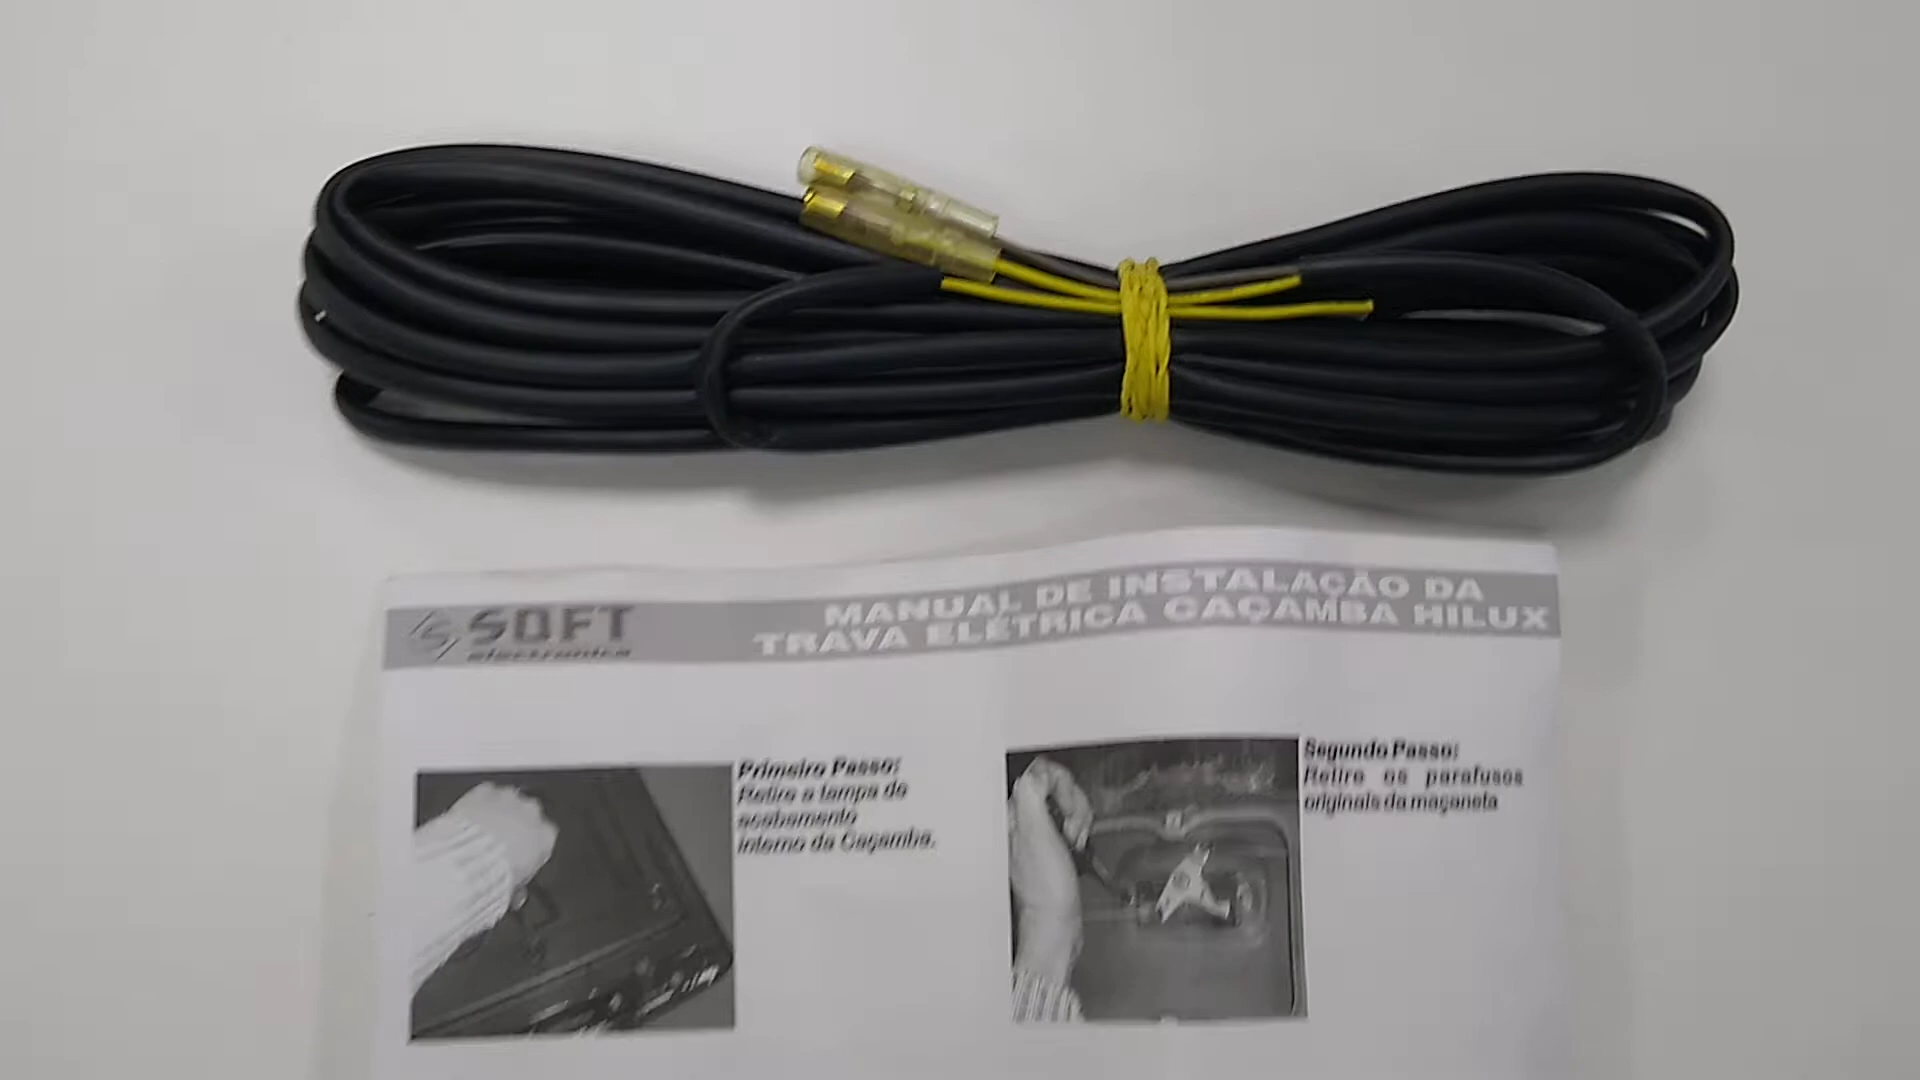 SOFT
electronica
MANUAL DE INSTALAÇÃO DA
TRAVA ELÉTRICA CAÇAMBA HILUX
Primeiro Passo:
Retire a tampa de
acabamento
interno da Caçamba.
Segundo Passo:
Retire os parafusos
originais da maçaneta